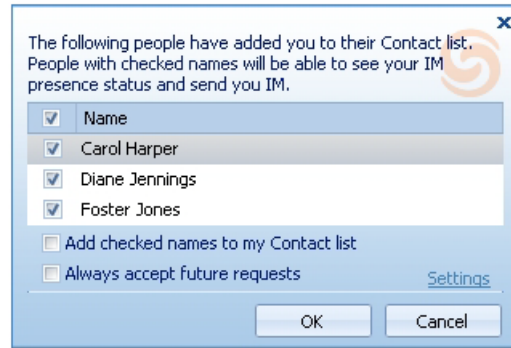 The following people have added you to their Contact list.
People with checked names will be able to see your IM
presence status and send you IM.
Name
Carol Harper
Diane Jennings
Foster Jones
Add checked names to my Contact list
Always accept future requests
Settings
OK
Cancel